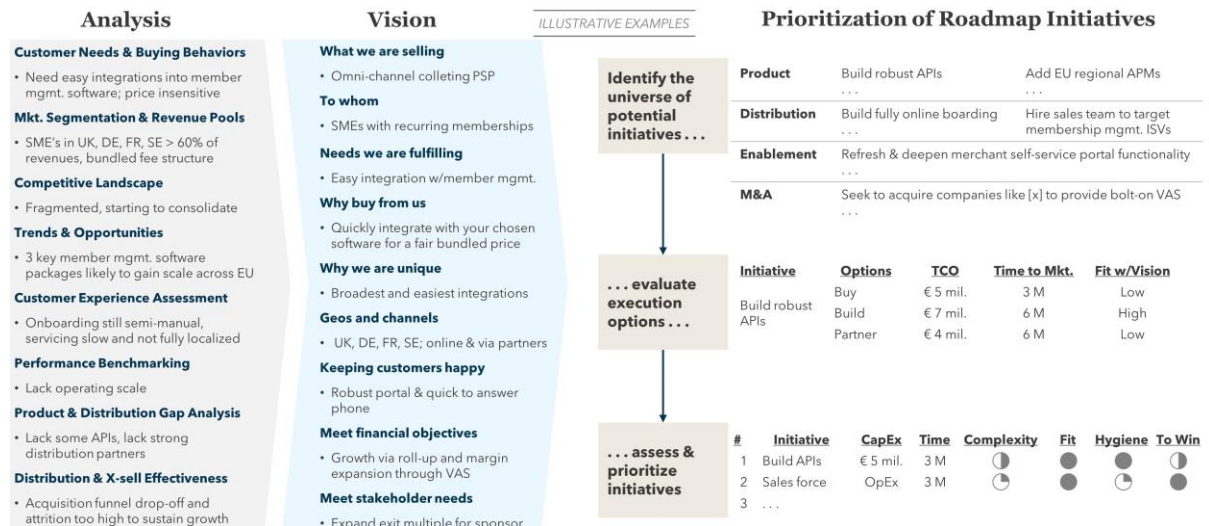 Analysis
Customer Needs & Buying Behaviors
• Need easy integrations into member
mgmt. software; price insensitive
Mkt. Segmentation & Revenue Pools
• SME's in UK, DE, FR, SE > 60% of
revenues, bundled fee structure
Competitive Landscape
• Fragmented, starting to consolidate
Trends & Opportunities
• 3 key member mgmt. software
packages likely to gain scale across EU
Customer Experience Assessment
• Onboarding still semi-manual,
servicing slow and not fully localized
Performance Benchmarking
• Lack operating scale
Product & Distribution Gap Analysis
• Lack some APIs, lack strong
distribution partners
Distribution & X-sell Effectiveness
• Acquisition funnel drop-off and
attrition too high to sustain growth
Vision
What we are selling
• Omni-channel colleting PSP
To whom
• SMEs with recurring memberships
Needs we are fulfilling
• Easy integration w/member mgmt.
Why buy from us
• Quickly integrate with your chosen
software for a fair bundled price
Why we are unique
• Broadest and easiest integrations
Geos and channels
• UK, DE, FR, SE; online & via partners
Keeping customers happy
• Robust portal & quick to answer
phone
Meet financial objectives
• Growth via roll-up and margin
expansion through VAS
Meet stakeholder needs
• Expand exit multiple for sponsor
ILLUSTRATIVE EXAMPLES
Prioritization of Roadmap Initiatives
Identify the
universe of
potential
initiatives . . .
Product Build robust APIs Add EU regional APMs
. . .
Distribution Build fully online boarding Hire sales team to target
. . . membership mgmt. ISVs
Enablement Refresh & deepen merchant self-service portal functionality
. . .
M&A Seek to acquire companies like [x] to provide bolt-on VAS
. . .
. . . evaluate
execution
options . . .
Initiative Options TCO Time to Mkt. Fit w/Vision
Build robust
APIs
Buy € 5 mil. 3 M Low
Build € 7 mil. 6 M High
Partner € 4 mil. 6 M Low
. . . assess &
prioritize
initiatives
# Initiative CapEx Time Complexity Fit Hygiene To Win
1 Build APIs € 5 mil. 3 M
2 Sales force OpEx 3 M
3 . . .